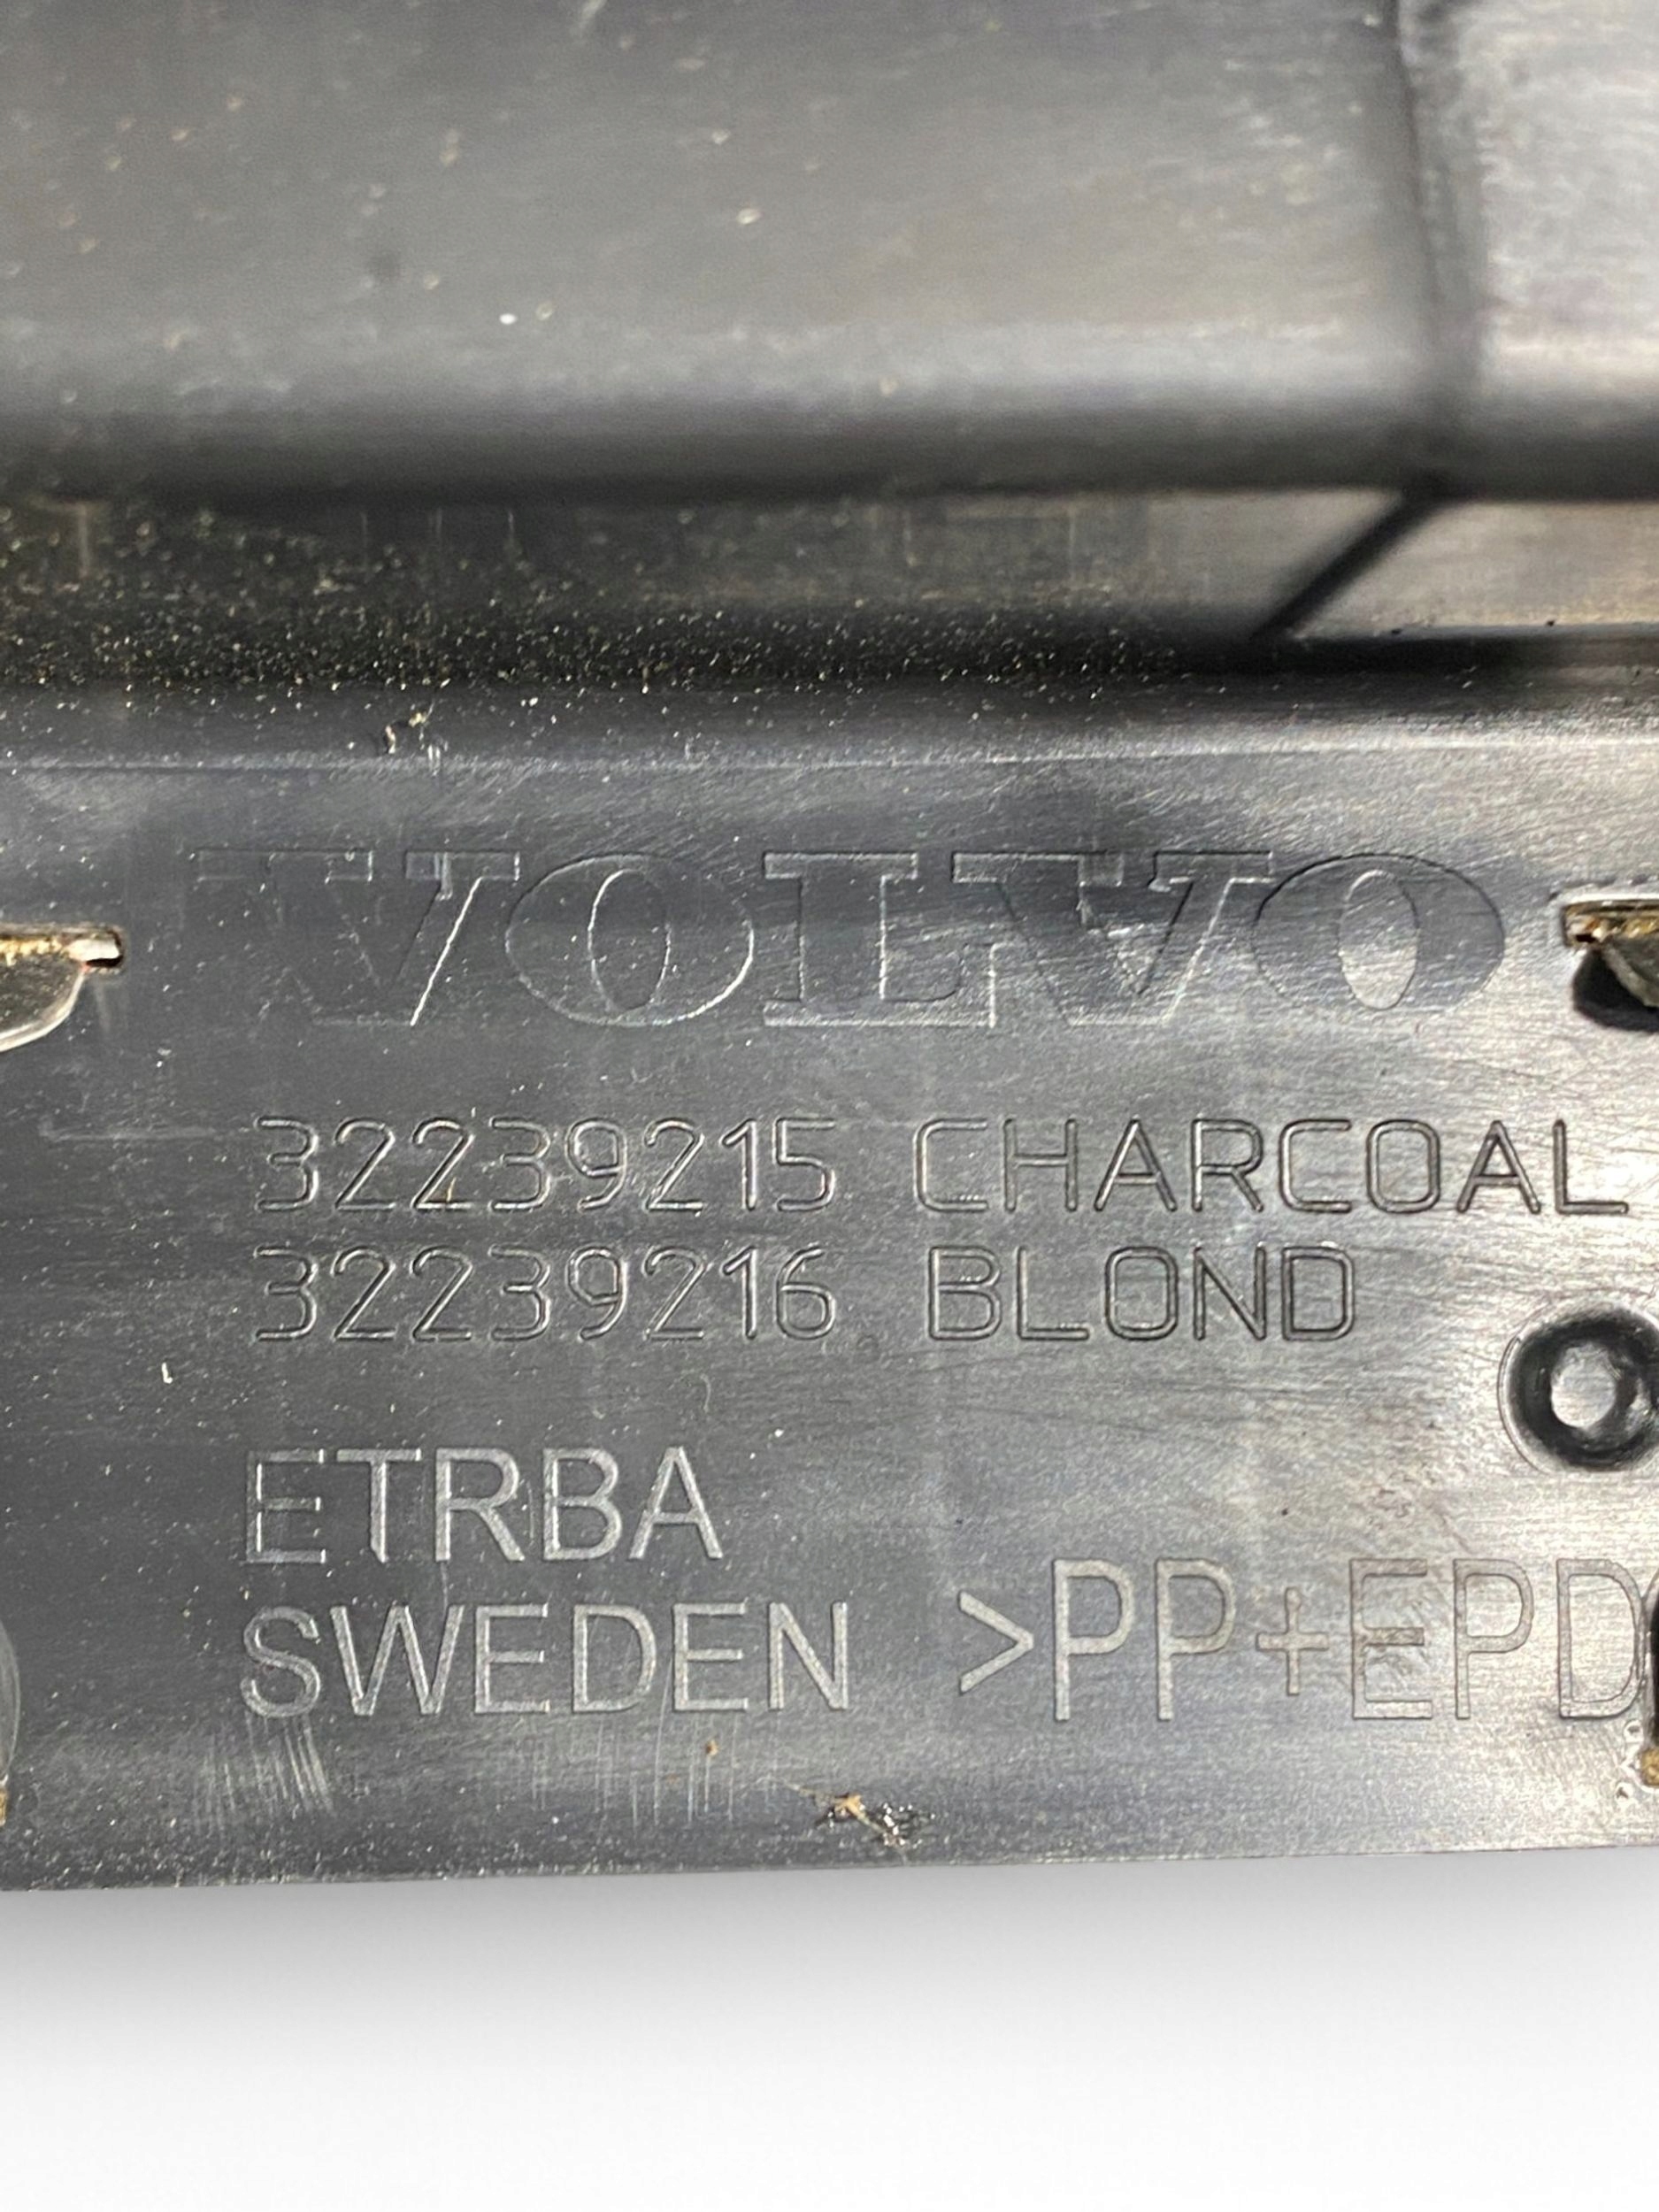 VOLVO
32239215 CHARCOAL
32239216 BLOND
ETRBA
SWEDEN >PP+EPD